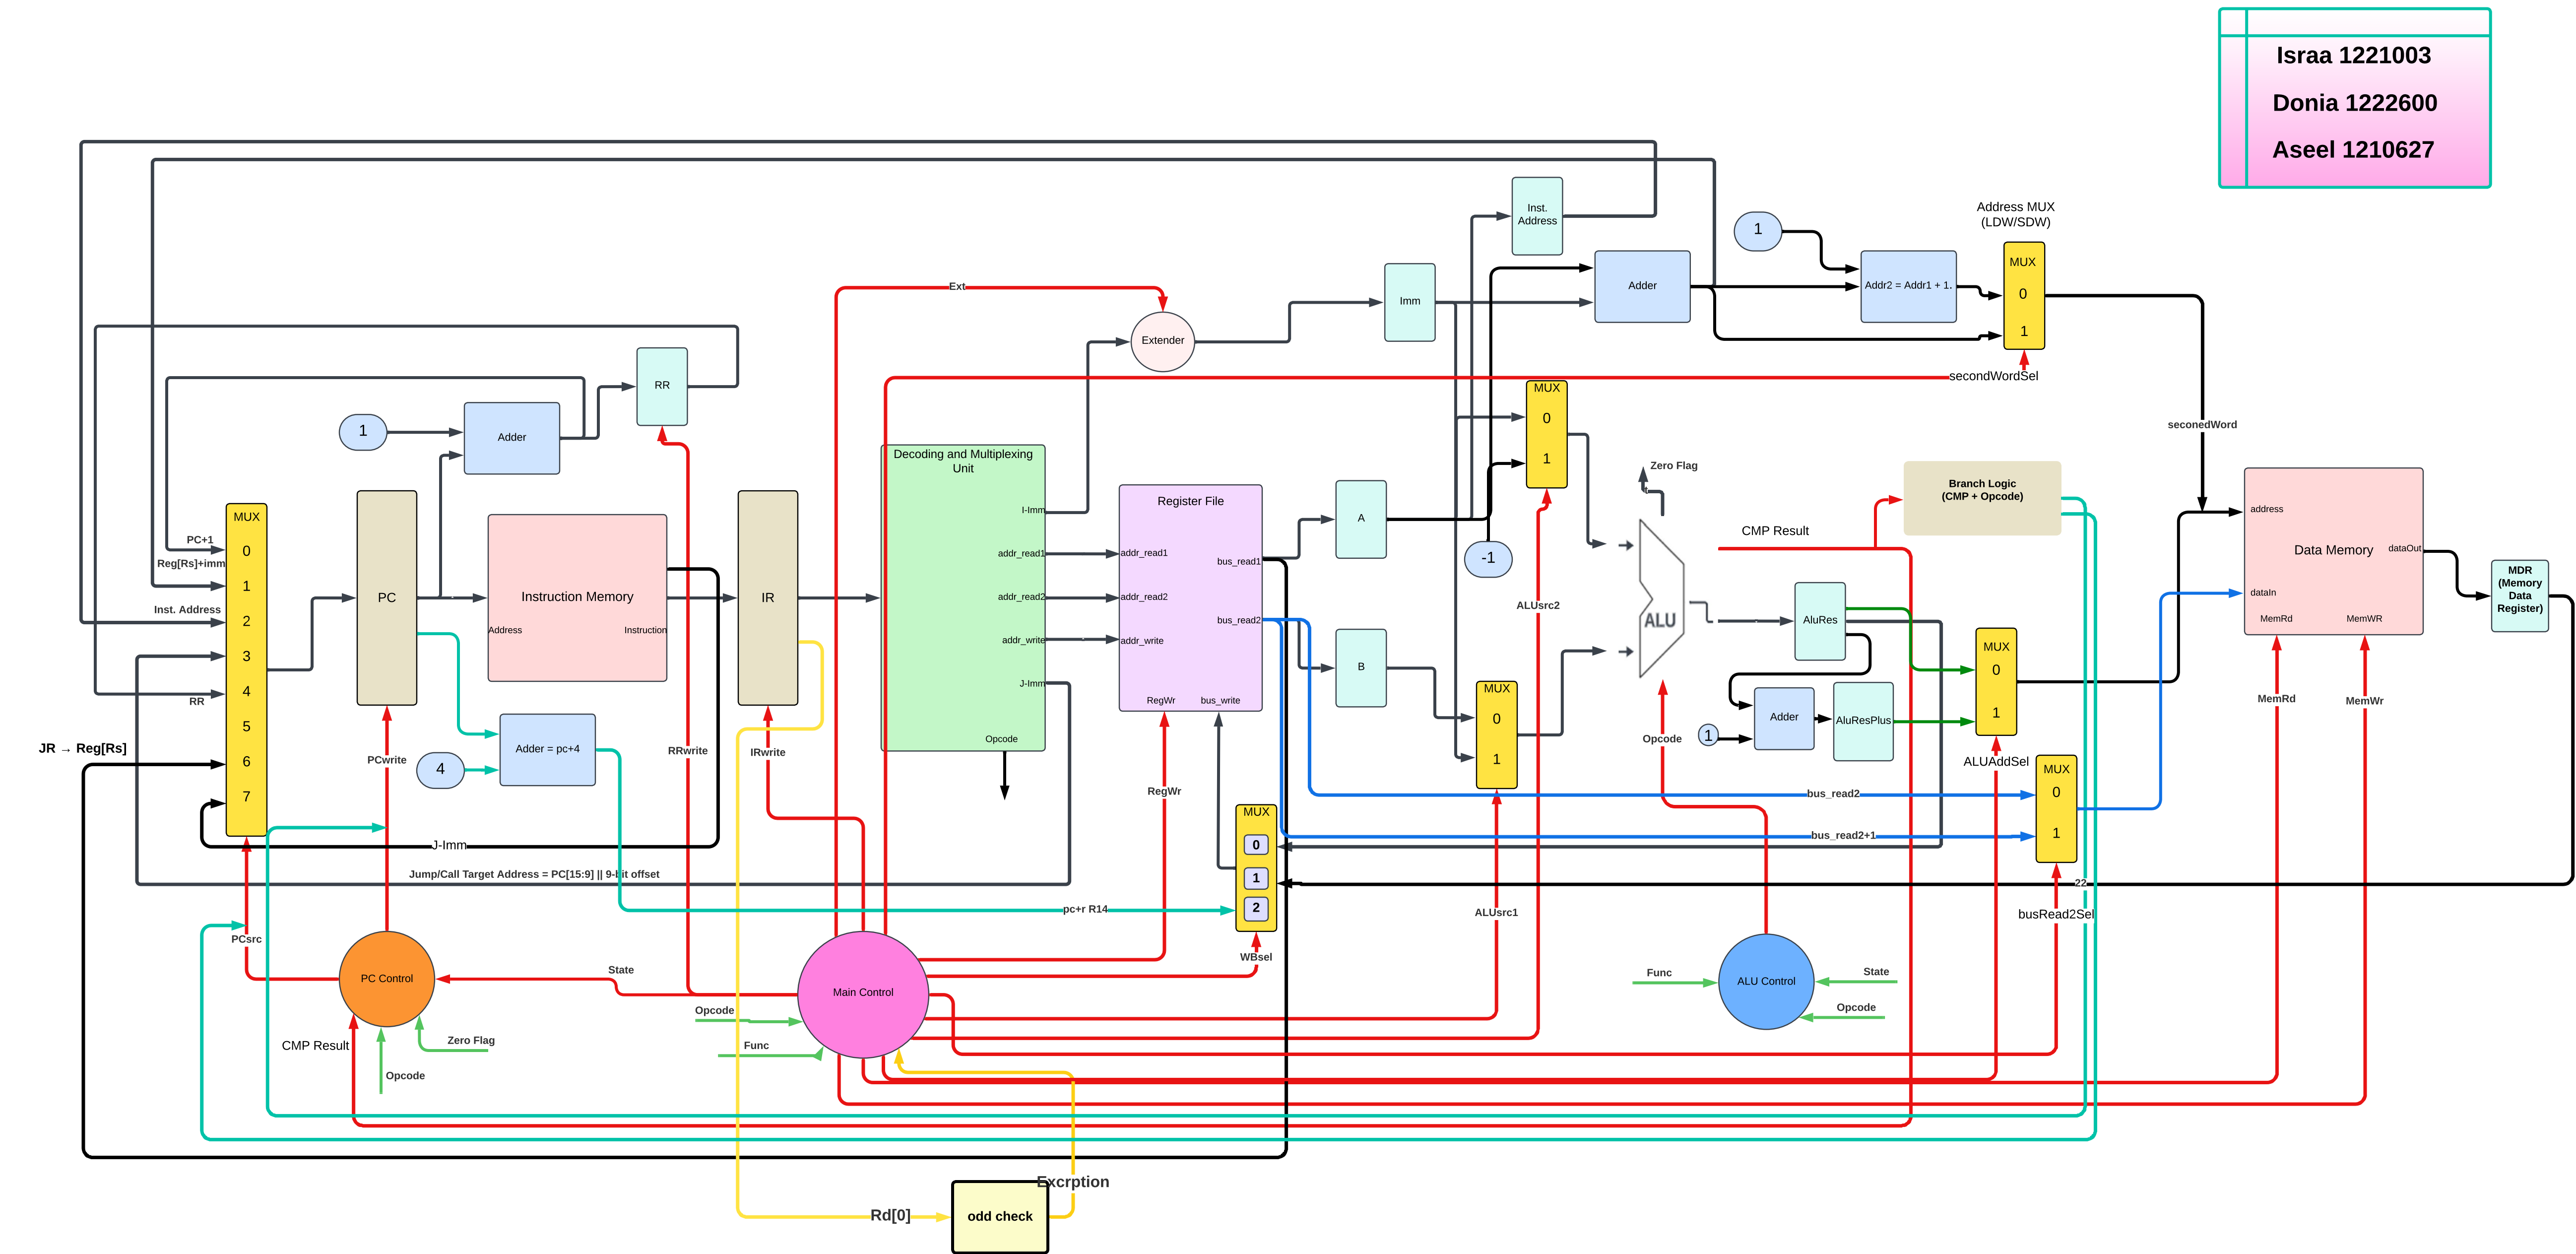 Israa 1221003
Donia 1222600
Aseel 1210627
Address MUX
(LDW/SDW)
Inst.
Address
1
MUX
0
1
Adder
Addr2 = Addr1 + 1.
Ext
Imm
Extender
secondWordSel
RR
1
Adder
MUX
0
1
seconedWord
Decoding and Multiplexing
Unit
I-Imm
addr_read1
addr_read2
addr_write
J-Imm
Opcode
Register File
addr_read1
addr_read2
addr_write
bus_read1
bus_read2
RegWr
bus_write
A
B
-1
Zero Flag
ALU
CMP Result
Branch Logic
(CMP + Opcode)
address
Data Memory
dataOut
dataIn
MemRd
MemWR
MDR
(Memory
Data
Register)
MUX
0
1
2
3
4
5
6
7
PC+1
Reg[Rs]+imm
Inst. Address
RR
JR → Reg[Rs]
PC
Instruction Memory
Address
Instruction
IR
ALUsrc2
AluRes
MUX
0
1
MUX
0
1
Adder
AluResPlus
1
Opcode
ALUAddSel
MemRd
MemWr
Adder = pc+4
4
PCwrite
RRwrite
IRwrite
RegWr
MUX
0
1
bus_read2
bus_read2+1
MUX
0
1
2
J-Imm
Jump/Call Target Address = PC[15:9] || 9-bit offset
22
pc+r R14
ALUsrc1
busRead2Sel
PCsrc
WBsel
PC Control
State
Main Control
Func
ALU Control
State
Opcode
Opcode
Func
CMP Result
Zero Flag
Opcode
Excrption
Rd[0]
odd check